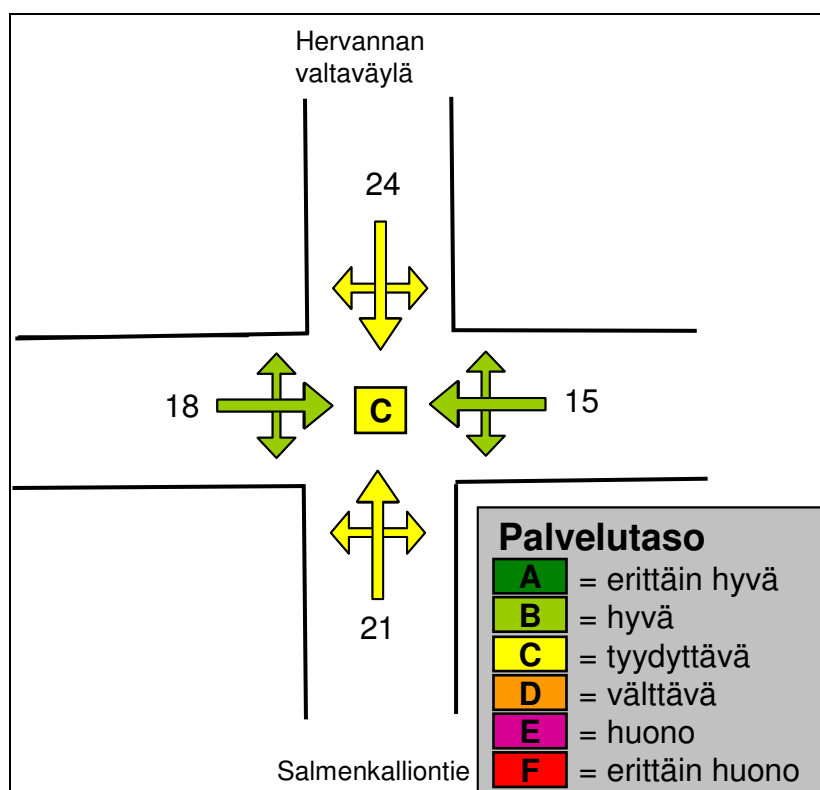 Hervannan
valtaväylä
24
18
C
15
21
Salmenkalliontie
Palvelutaso
A = erittäin hyvä
B = hyvä
C = tyydyttävä
D = välttävä
E = huono
F = erittäin huono